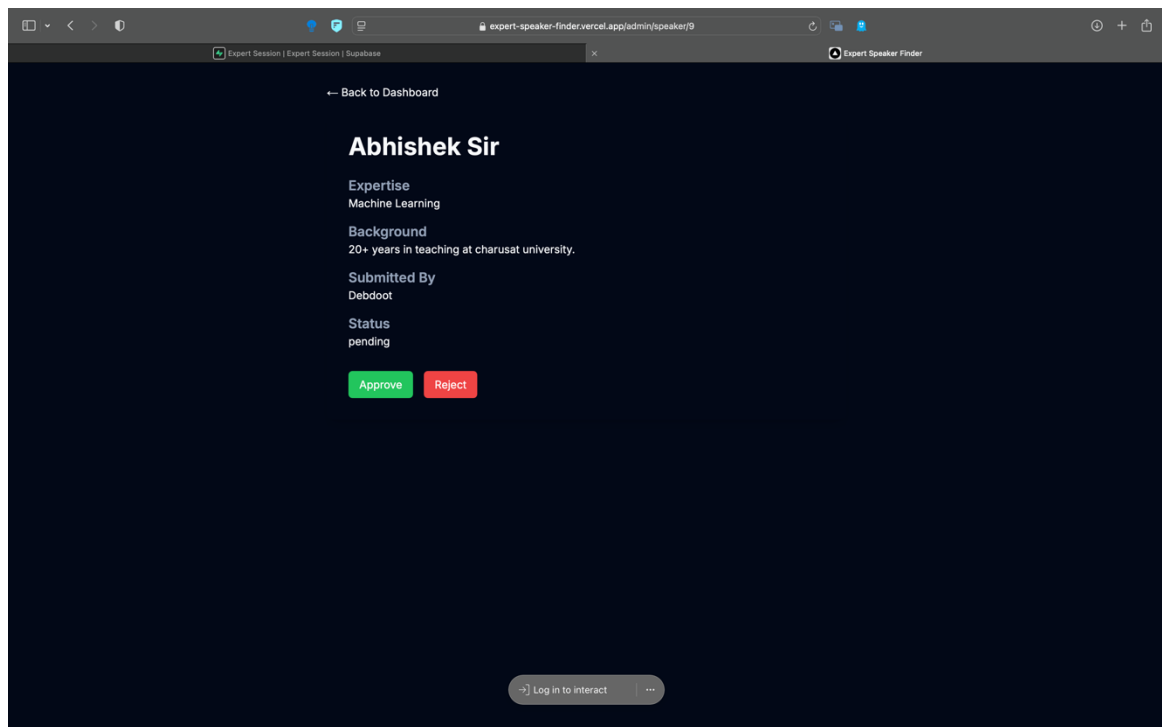 expert-speaker-finder.vercel.app/admin/speaker/9
Expert Session | Expert Session | Supabase
Expert Speaker Finder
← Back to Dashboard
Abhishek Sir
Expertise
Machine Learning
Background
20+ years in teaching at charusat university.
Submitted By
Debdoot
Status
pending
Approve Reject
Log in to interact